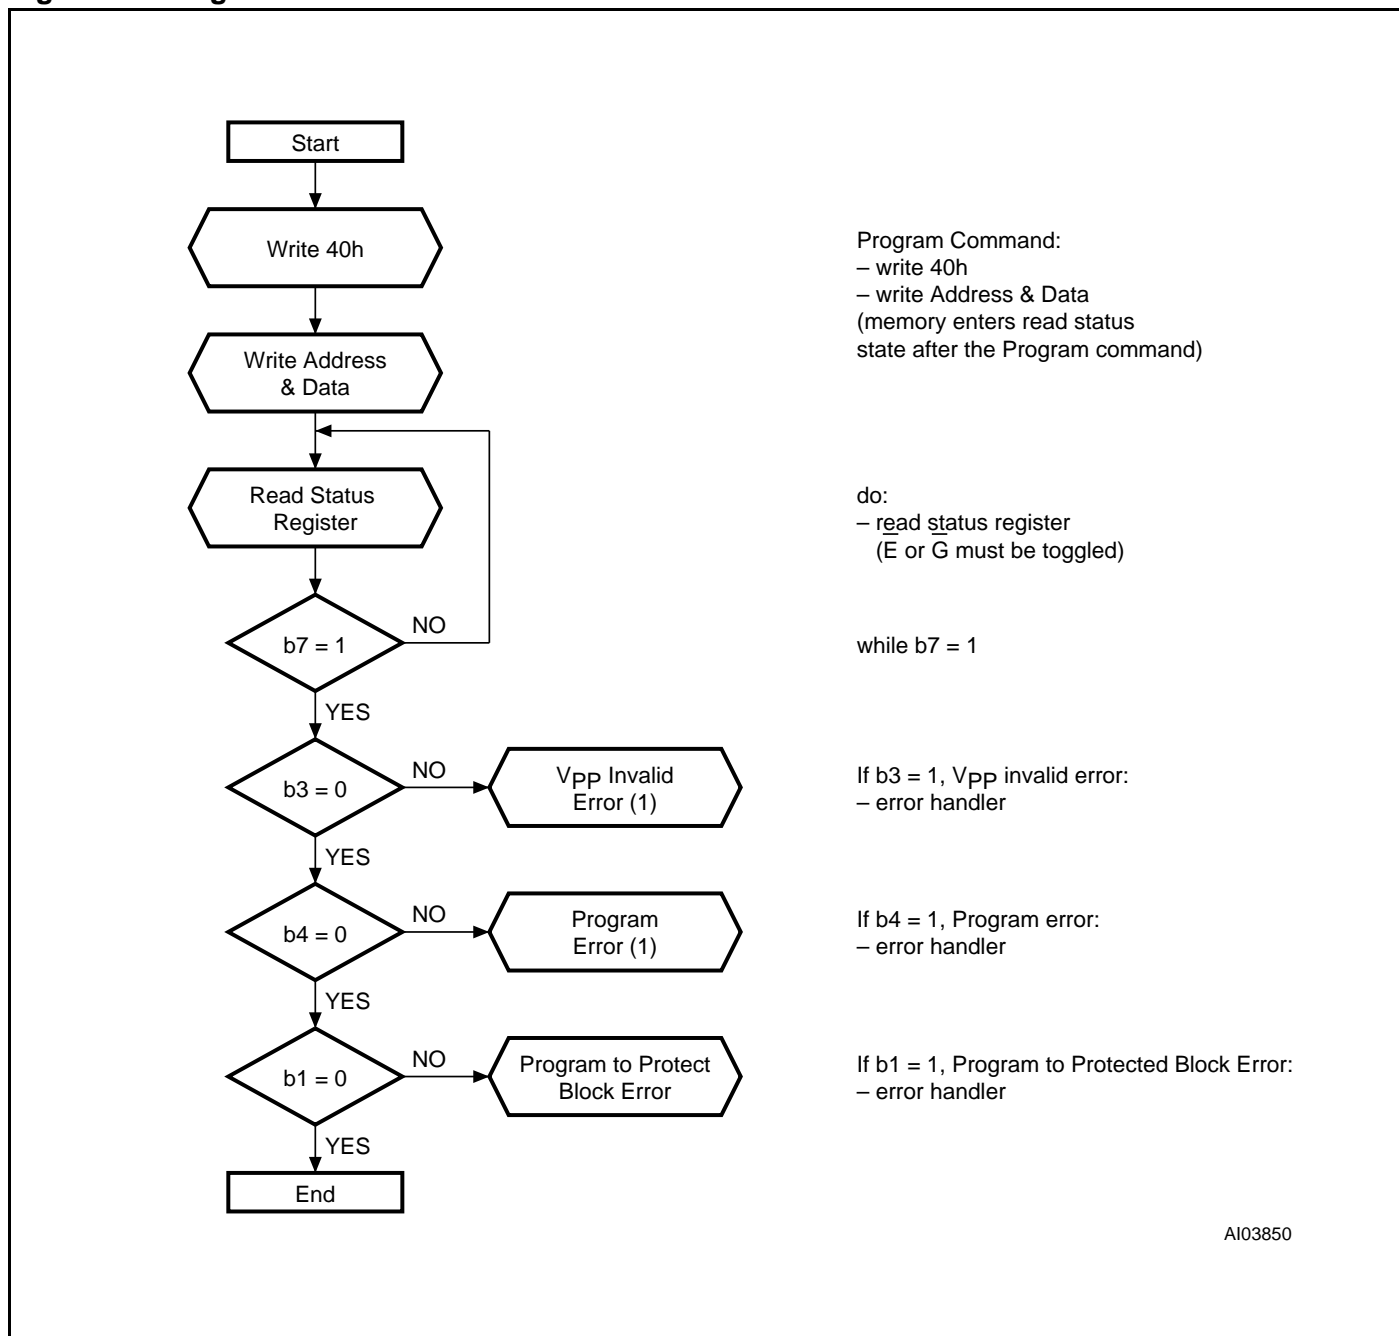 Start
Write 40h
Program Command:
– write 40h
– write Address & Data
(memory enters read status
state after the Program command)
Write Address
& Data
Read Status
Register
do:
– read status register
(E or G must be toggled)
b7 = 1
NO
while b7 = 1
YES
b3 = 0
NO
VPP Invalid
Error (1)
If b3 = 1, VPP invalid error:
– error handler
YES
b4 = 0
NO
Program
Error (1)
If b4 = 1, Program error:
– error handler
YES
b1 = 0
NO
Program to Protect
Block Error
If b1 = 1, Program to Protected Block Error:
– error handler
YES
End
AI03850